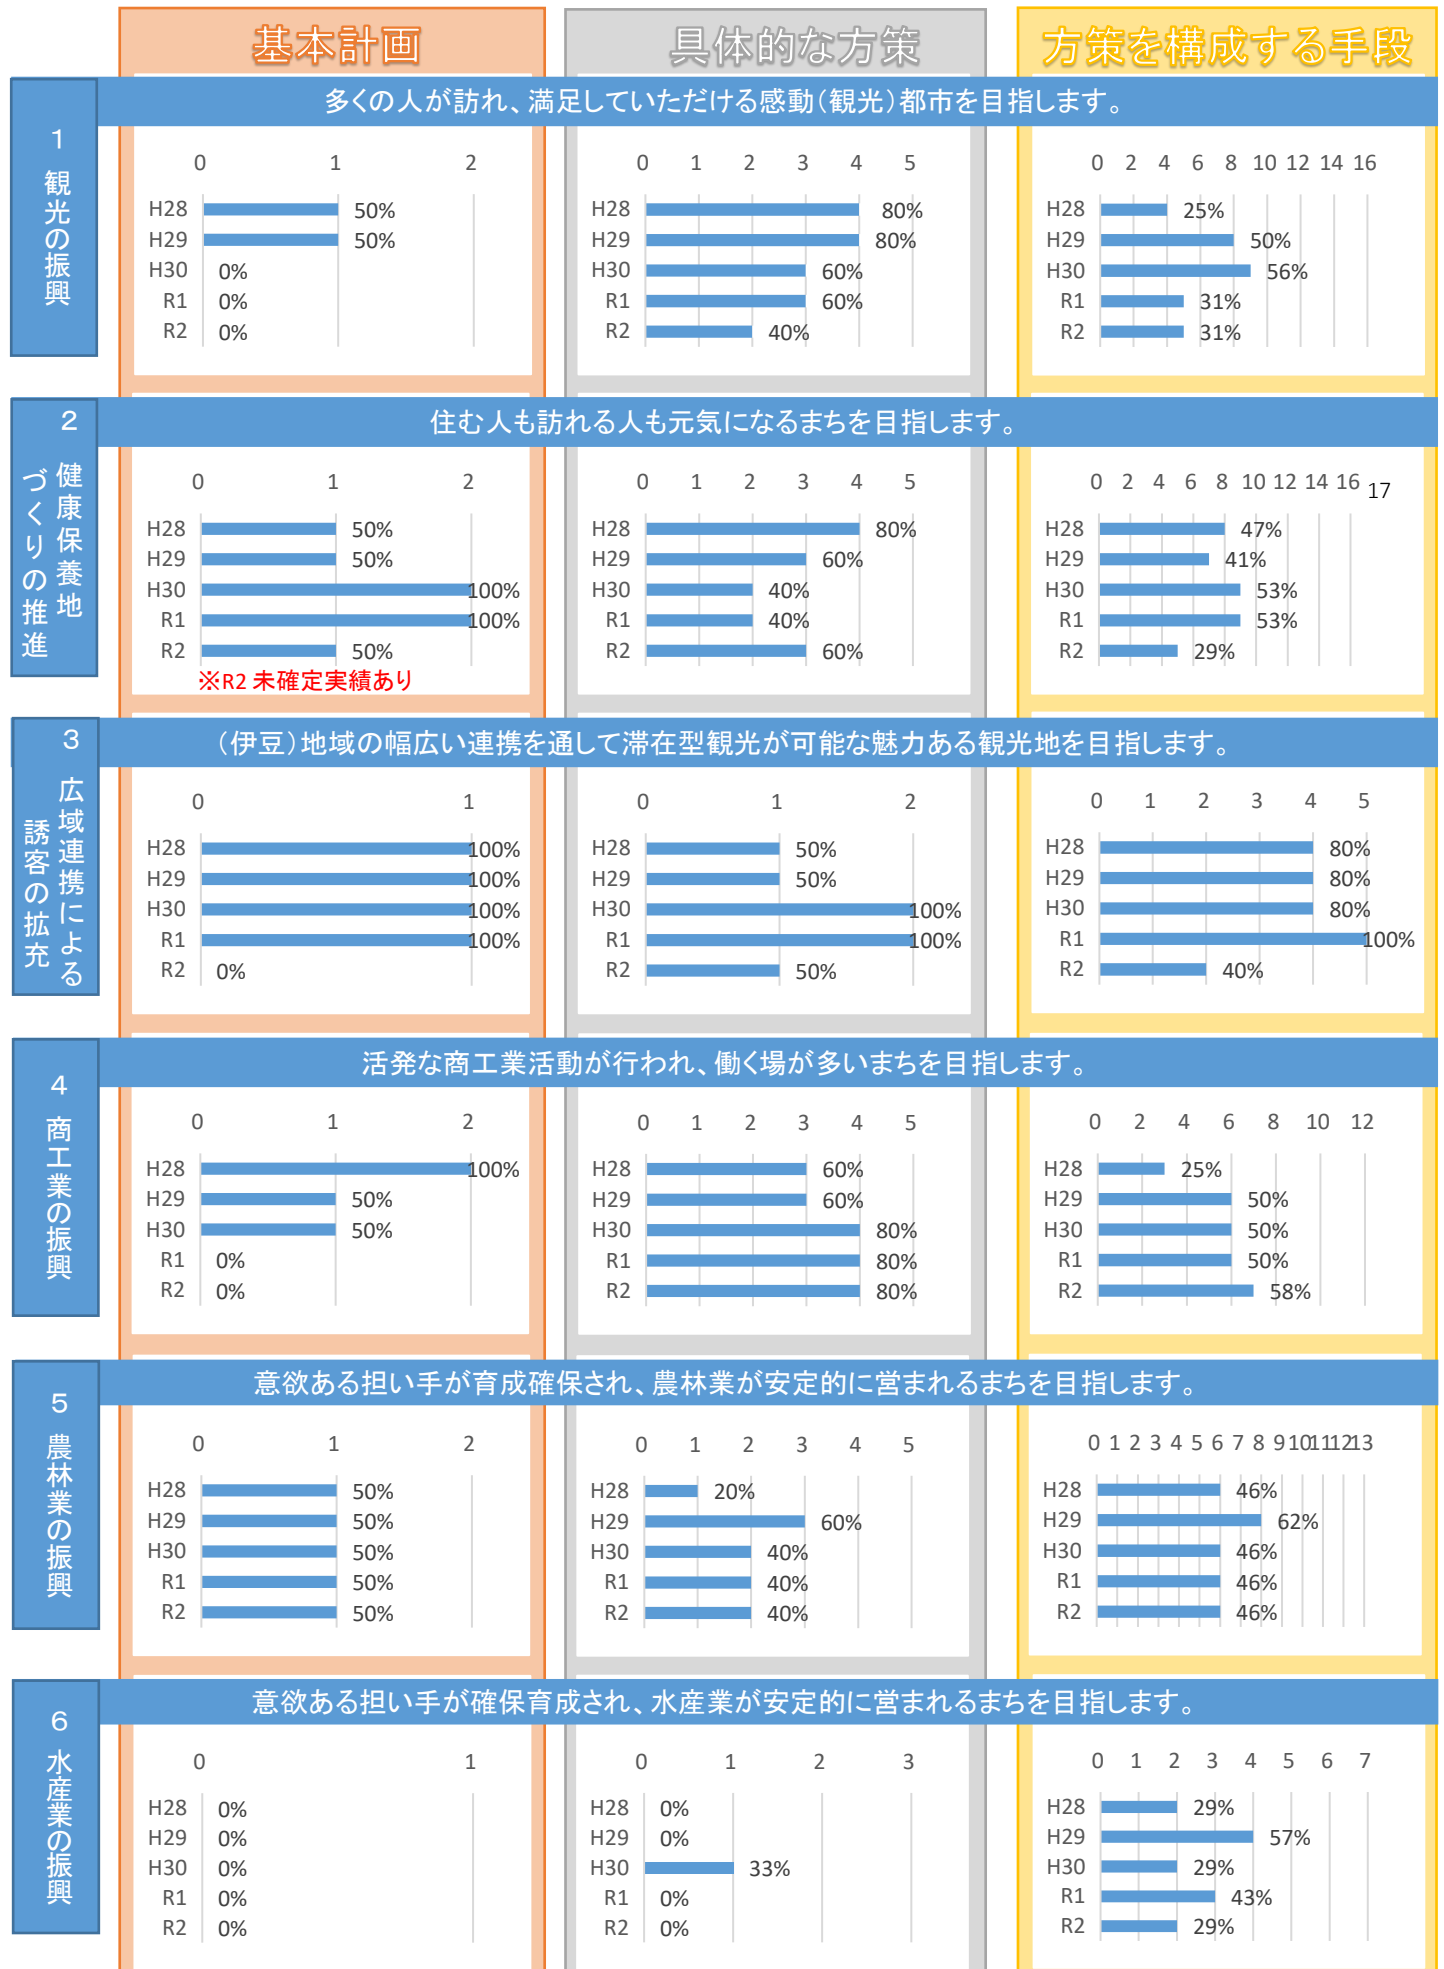 基本計画
具体的な方策
方策を構成する手段
1 観光の振興
多くの人が訪れ、満足していただける感動(観光)都市を目指します。
0 1 2
H28 50%
H29 50%
H30 0%
R1 0%
R2 0%
0 1 2 3 4 5
H28 80%
H29 80%
H30 60%
R1 60%
R2 40%
0 2 4 6 8 10 12 14 16
H28 25%
H29 50%
H30 56%
R1 31%
R2 31%
2 健康保養地
づくりの推進
住む人も訪れる人も元気になるまちを目指します。
0 1 2
H28 50%
H29 50%
H30 100%
R1 100%
R2 50%
※R2 未確定実績あり
0 1 2 3 4 5
H28 80%
H29 60%
H30 40%
R1 40%
R2 60%
0 2 4 6 8 10 12 14 16 17
H28 47%
H29 41%
H30 53%
R1 53%
R2 29%
3 広域連携による
誘客の拡充
(伊豆)地域の幅広い連携を通して滞在型観光が可能な魅力ある観光地を目指します。
0 1
H28 100%
H29 100%
H30 100%
R1 100%
R2 0%
0 1 2
H28 50%
H29 50%
H30 100%
R1 100%
R2 50%
0 1 2 3 4 5
H28 80%
H29 80%
H30 80%
R1 100%
R2 40%
4 商工業の振興
活発な商工業活動が行われ、働く場が多いまちを目指します。
0 1 2
H28 100%
H29 50%
H30 50%
R1 0%
R2 0%
0 1 2 3 4 5
H28 60%
H29 60%
H30 80%
R1 80%
R2 80%
0 2 4 6 8 10 12
H28 25%
H29 50%
H30 50%
R1 50%
R2 58%
5 農林業の振興
意欲ある担い手が育成確保され、農林業が安定的に営まれるまちを目指します。
0 1 2
H28 50%
H29 50%
H30 50%
R1 50%
R2 50%
0 1 2 3 4 5
H28 20%
H29 60%
H30 40%
R1 40%
R2 40%
0 1 2 3 4 5 6 7 8 9 10 11 12 13
H28 46%
H29 62%
H30 46%
R1 46%
R2 46%
6 水産業の振興
意欲ある担い手が確保育成され、水産業が安定的に営まれるまちを目指します。
0 1
H28 0%
H29 0%
H30 0%
R1 0%
R2 0%
0 1 2 3
H28 0%
H29 0%
H30 33%
R1 0%
R2 0%
0 1 2 3 4 5 6 7
H28 29%
H29 57%
H30 29%
R1 43%
R2 29%